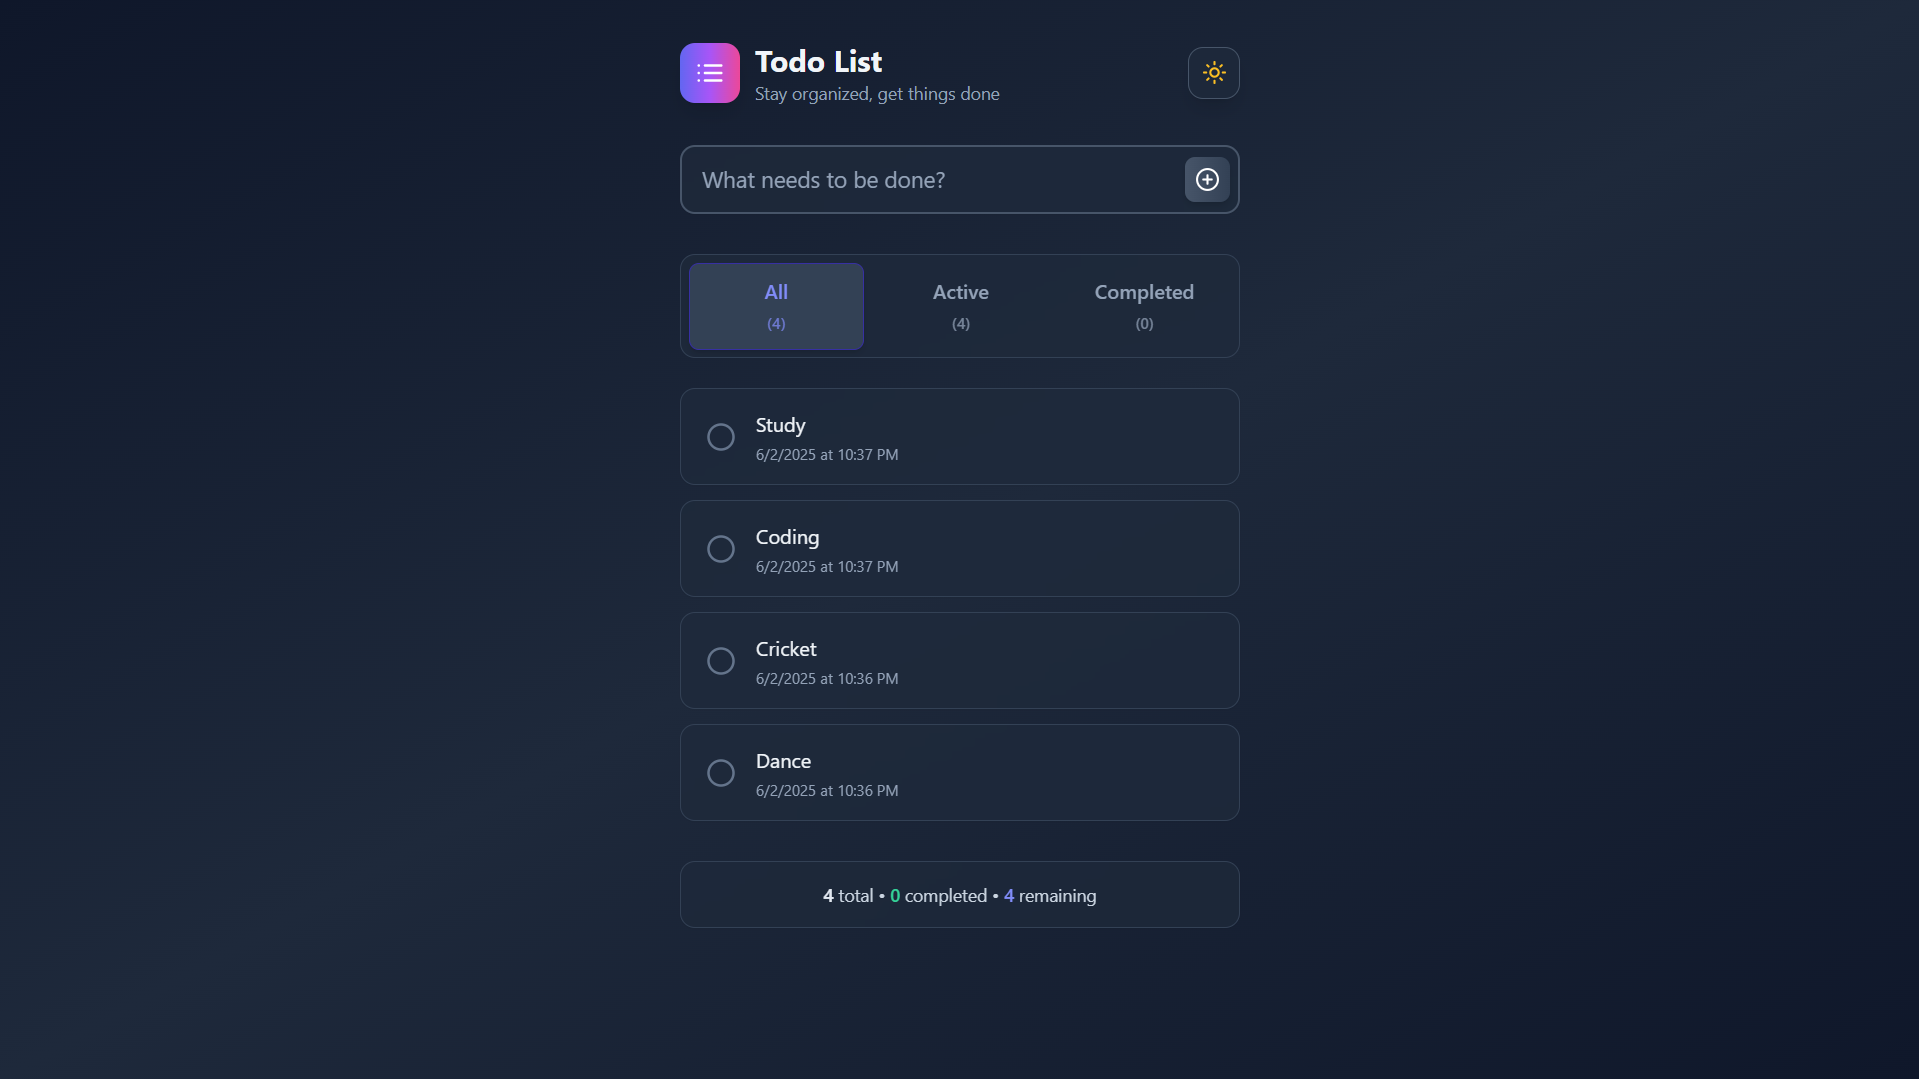 Todo List
Stay organized, get things done
What needs to be done?
All
(4)
Active
(4)
Completed
(0)
Study
6/2/2025 at 10:37 PM
Coding
6/2/2025 at 10:37 PM
Cricket
6/2/2025 at 10:36 PM
Dance
6/2/2025 at 10:36 PM
4 total • 0 completed • 4 remaining